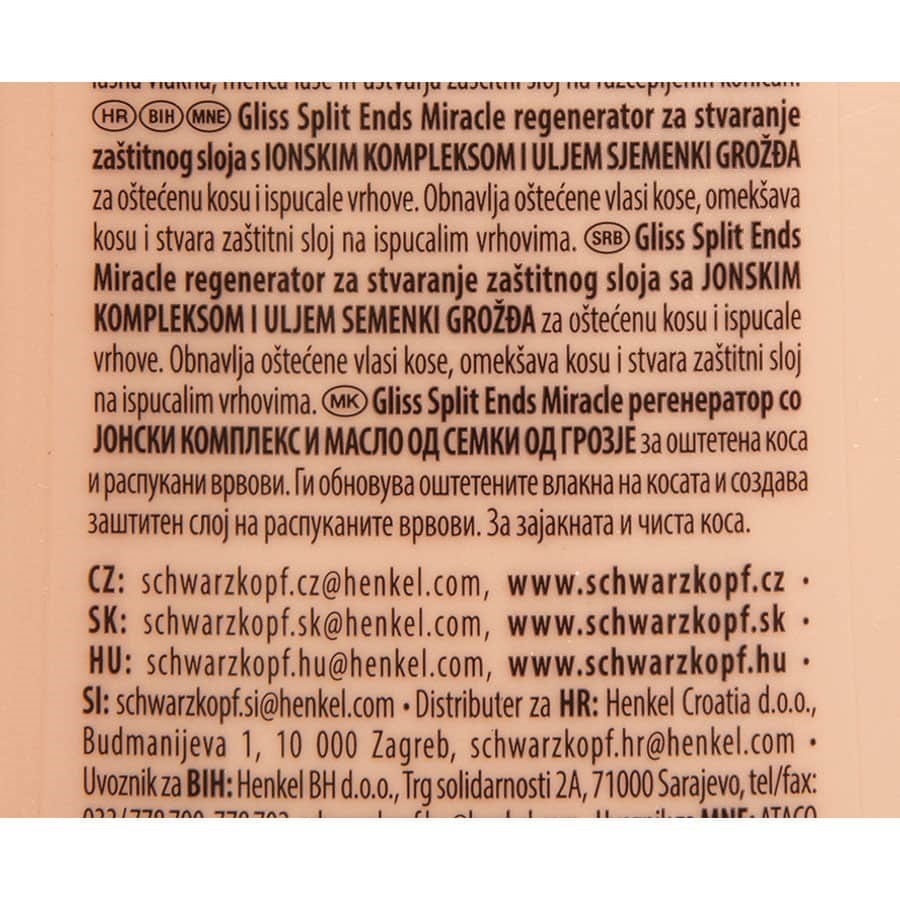 (HR) (BIH) (MNE) Gliss Split Ends Miracle regenerator za stvaranje
zaštitnog sloja s IONSKIM KOMPLEKSOM I ULJEM SJEMENKI GROŽĐA
za oštećenu kosu i ispucale vrhove. Obnavlja oštećene vlasi kose, omekšava
kosu i stvara zaštitni sloj na ispucalim vrhovima. (SRB) Gliss Split Ends
Miracle regenerator za stvaranje zaštitnog sloja sa JONSKIM
KOMPLEKSOM I ULJEM SEMENKI GROŽĐA za oštećenu kosu i ispucale
vrhove. Obnavlja oštećene vlasi kose, omekšava kosu i stvara zaštitni sloj
na ispucalim vrhovima. (MK) Gliss Split Ends Miracle регенератор со
ЈОНСКИ КОМПЛЕКС И МАСЛО ОД СЕМКИ ОД ГРОЗЈЕ за оштетена коса
и распукани врвови. Ги обновува оштетените влакна на косата и создава
заштитен слој на распуканите врвови. За зајакната и чиста коса.
CZ: schwarzkopf.cz@henkel.com, www.schwarzkopf.cz •
SK: schwarzkopf.sk@henkel.com, www.schwarzkopf.sk •
HU: schwarzkopf.hu@henkel.com, www.schwarzkopf.hu •
SI: schwarzkopf.si@henkel.com • Distributer za HR: Henkel Croatia d.o.o.,
Budmanijeva 1, 10 000 Zagreb, schwarzkopf.hr@henkel.com •
Uvoznik za BIH: Henkel BH d.o.o., Trg solidarnosti 2A, 71000 Sarajevo, tel/fax: